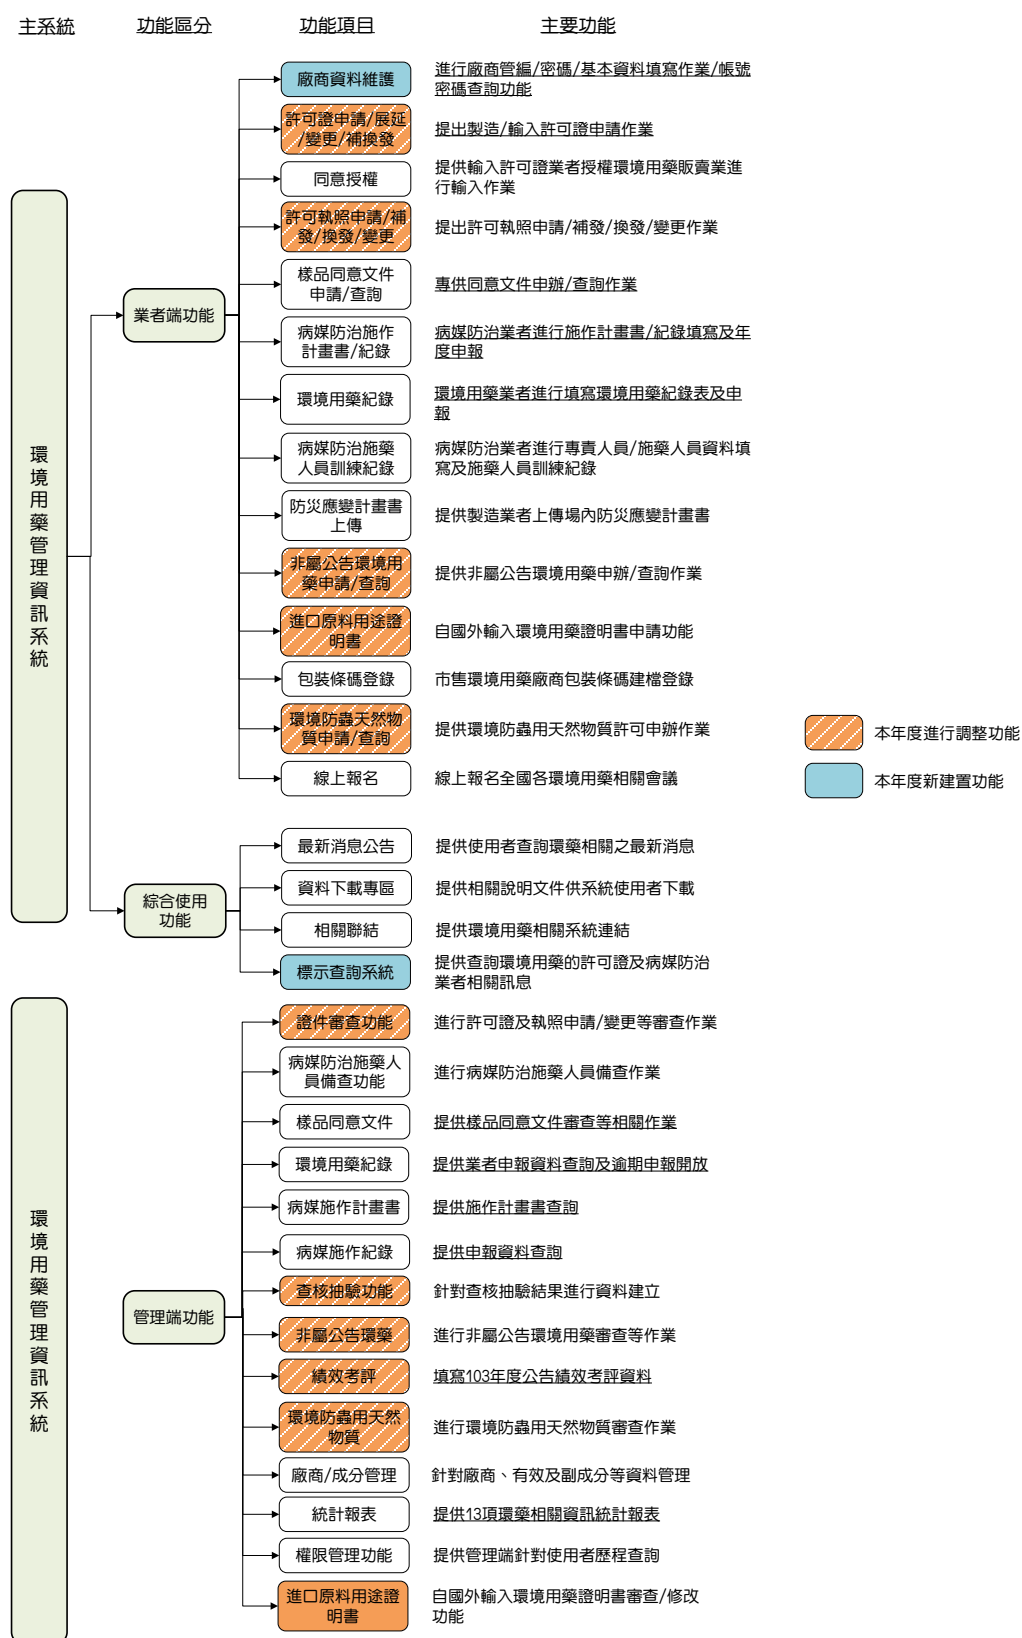 主系統
功能區分
功能項目
主要功能
環境用藥管理資訊系統
業者端功能
廠商資料維護
進行廠商管編/密碼/基本資料填寫作業/帳號
密碼查詢功能
許可證申請/展延
/變更/補換發
提出製造/輸入許可證申請作業
同意授權
提供輸入許可證業者授權環境用藥販賣業進
行輸入作業
許可執照申請/補
發/換發/變更
提出許可執照申請/補發/換發/變更作業
樣品同意文件
申請/查詢
專供同意文件申辦/查詢作業
病媒防治施作
計畫書/紀錄
病媒防治業者進行施作計畫書/紀錄填寫及年
度申報
環境用藥紀錄
環境用藥業者進行填寫環境用藥紀錄表及申
報
病媒防治施藥
人員訓練紀錄
病媒防治業者進行專責人員/施藥人員資料填
寫及施藥人員訓練紀錄
防災應變計畫書
上傳
提供製造業者上傳場內防災應變計畫書
非屬公告環境用
藥申請/查詢
提供非屬公告環境用藥申辦/查詢作業
進口原料用途證
明書
自國外輸入環境用藥證明書申請功能
包裝條碼登錄
市售環境用藥廠商包裝條碼建檔登錄
環境防蟲天然物
質申請/查詢
提供環境防蟲用天然物質許可申辦作業
線上報名
線上報名全國各環境用藥相關會議
本年度進行調整功能
本年度新建置功能
綜合使用
功能
最新消息公告
提供使用者查詢環藥相關之最新消息
資料下載專區
提供相關說明文件供系統使用者下載
相關聯結
提供環境用藥相關系統連結
標示查詢系統
提供查詢環境用藥的許可證及病媒防治
業者相關訊息
環境用藥管理資訊系統
管理端功能
證件審查功能
進行許可證及執照申請/變更等審查作業
病媒防治施藥人
員備查功能
進行病媒防治施藥人員備查作業
樣品同意文件
提供樣品同意文件審查等相關作業
環境用藥紀錄
提供業者申報資料查詢及逾期申報開放
病媒施作計畫書
提供施作計畫書查詢
病媒施作紀錄
提供申報資料查詢
查核抽驗功能
針對查核抽驗結果進行資料建立
非屬公告環藥
進行非屬公告環境用藥審查等作業
績效考評
填寫103年度公告績效考評資料
環境防蟲用天然
物質
進行環境防蟲用天然物質審查作業
廠商/成分管理
針對廠商、有效及副成分等資料管理
統計報表
提供13項環藥相關資訊統計報表
權限管理功能
提供管理端針對使用者歷程查詢
進口原料用途證
明書
自國外輸入環境用藥證明書審查/修改
功能